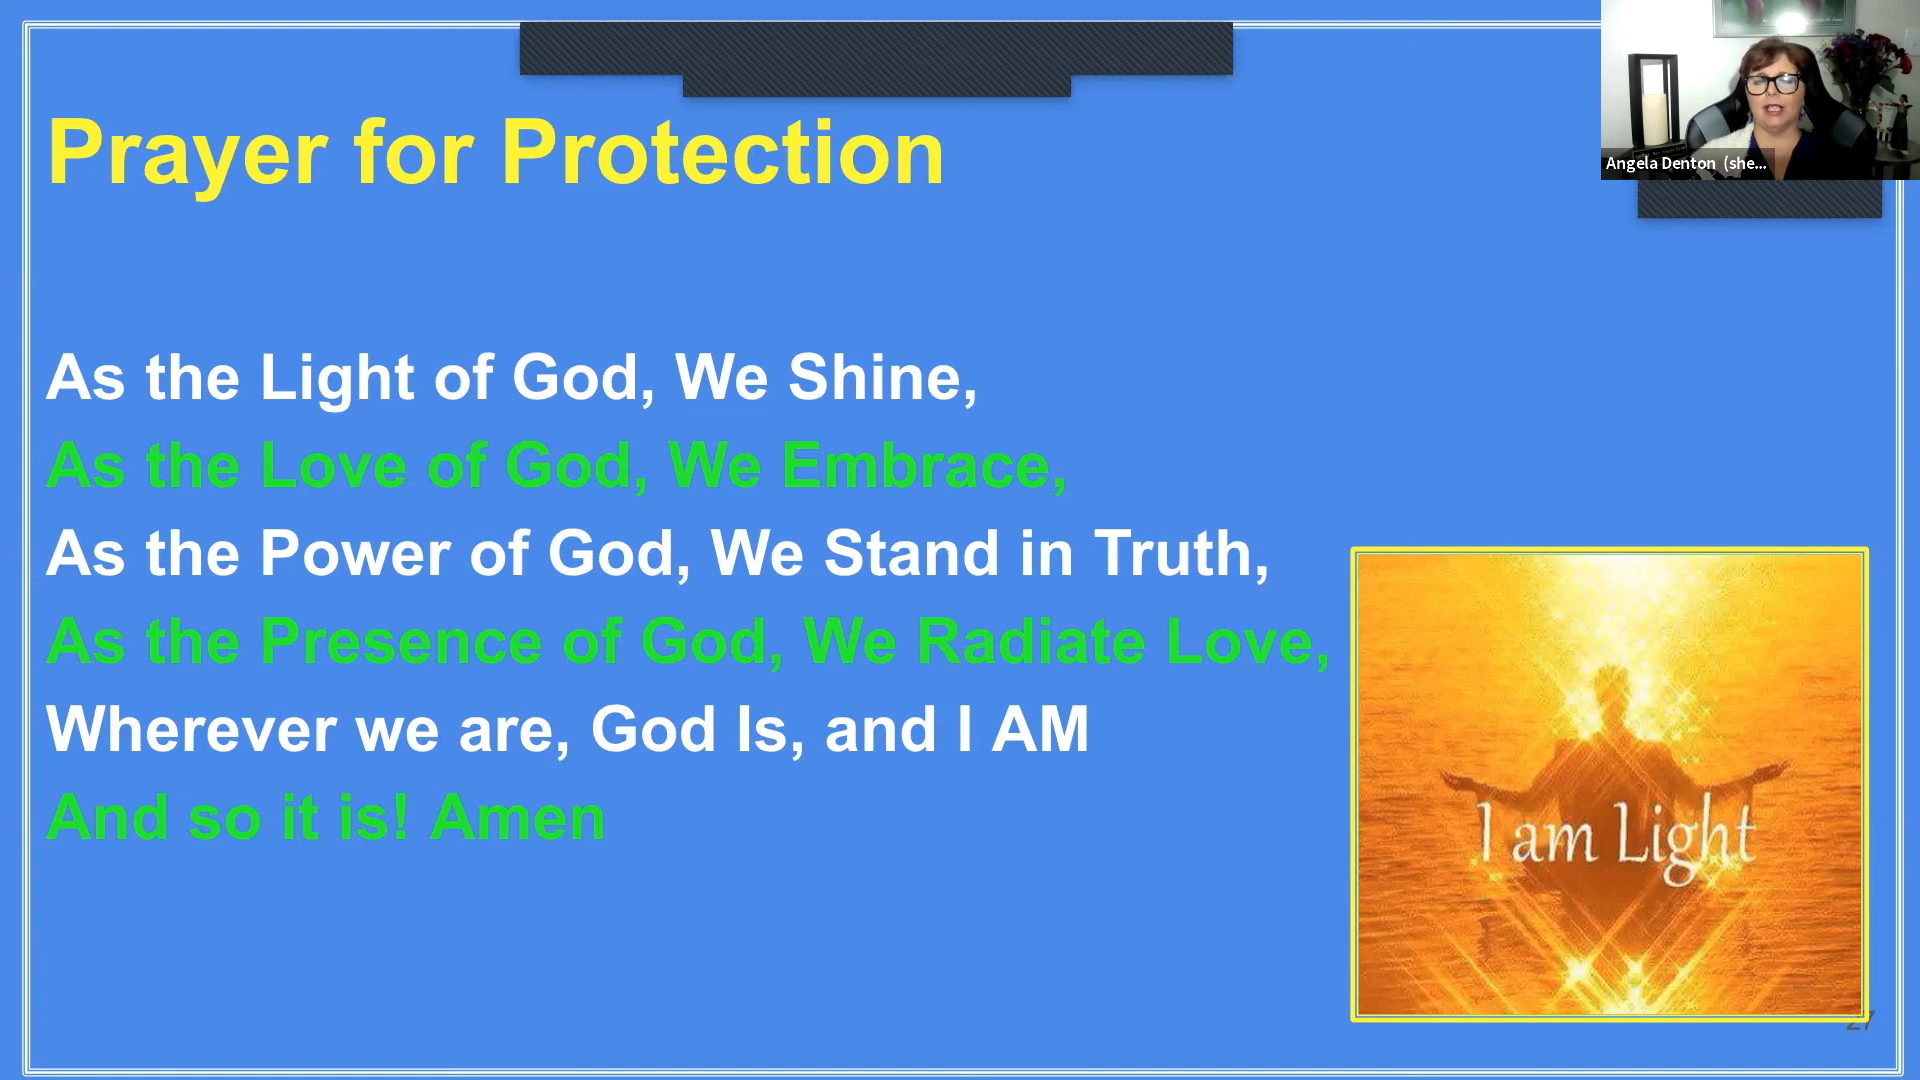 Prayer for Protection
Angela Denton (she...
As the Light of God, We Shine,
As the Love of God, We Embrace,
As the Power of God, We Stand in Truth,
As the Presence of God, We Radiate Love,
Wherever we are, God Is, and I AM
And so it is! Amen
I am Light
27